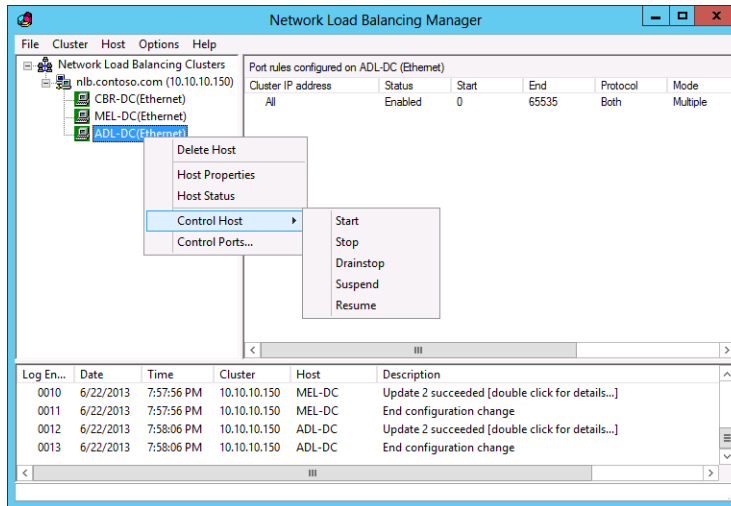 Network Load Balancing Manager
File Cluster Host Options Help
Network Load Balancing Clusters
nlb.contoso.com (10.10.10.150)
CBR-DC(Ethernet)
MEL-DC(Ethernet)
ADL-DC(Ethernet)
Port rules configured on ADL-DC (Ethernet)
Cluster IP address Status Start End Protocol Mode
All Enabled 0 65535 Both Multiple
Delete Host
Host Properties
Host Status
Control Host
Control Ports...
Start
Stop
Drainstop
Suspend
Resume
Log En... Date Time Cluster Host Description
0010 6/22/2013 7:57:56 PM 10.10.10.150 MEL-DC Update 2 succeeded [double click for details...]
0011 6/22/2013 7:57:56 PM 10.10.10.150 MEL-DC End configuration change
0012 6/22/2013 7:58:06 PM 10.10.10.150 ADL-DC Update 2 succeeded [double click for details...]
0013 6/22/2013 7:58:06 PM 10.10.10.150 ADL-DC End configuration change